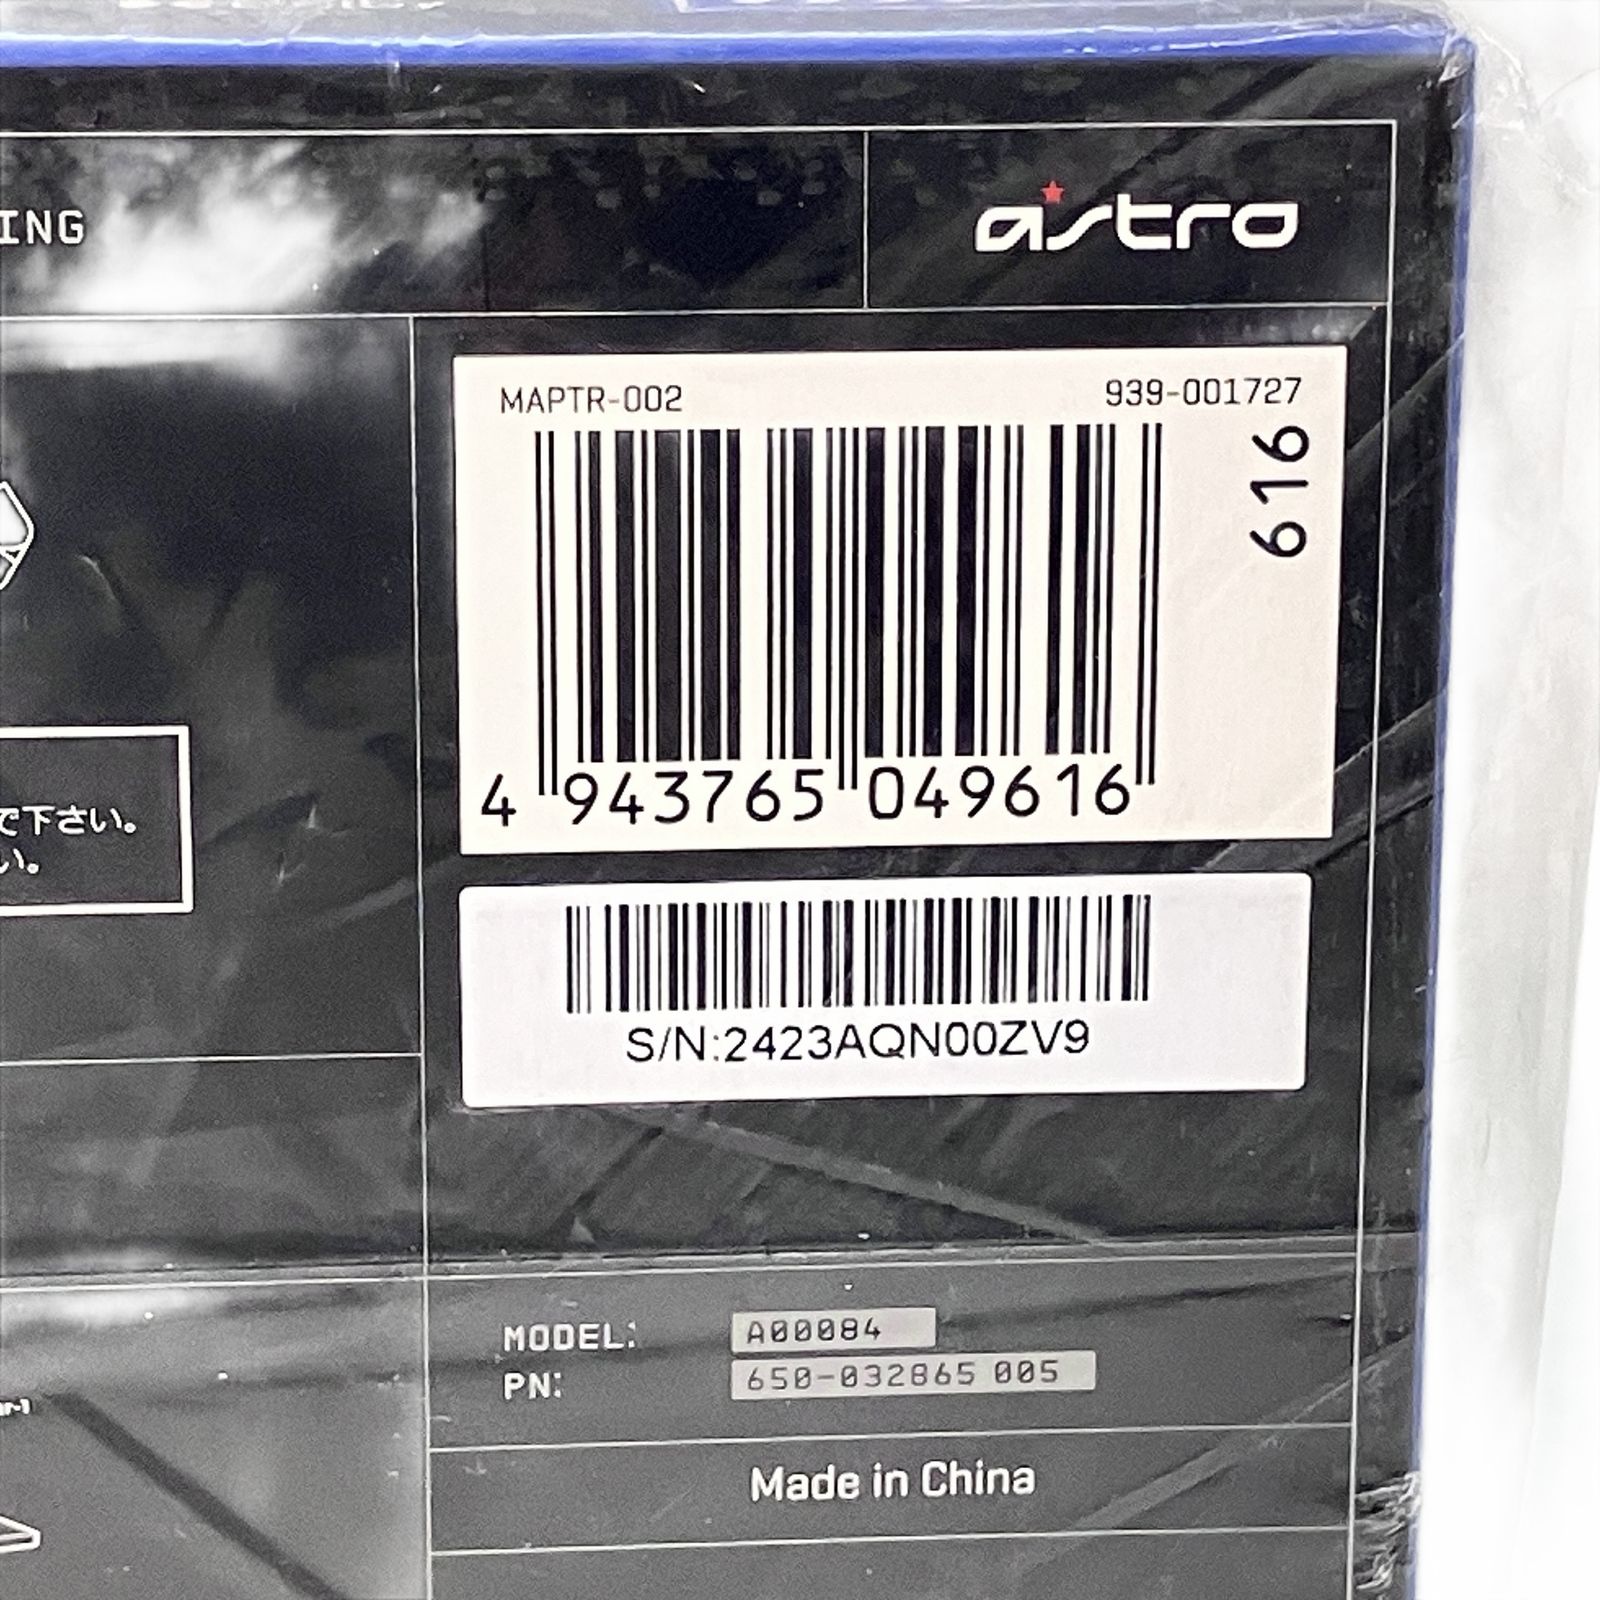 ING
astro
MAPTR-002
939-001727
616
4 943765 049616
で下さい。
い。
S/N:2423AQN00ZV9
MODEL: A00084
PN: 650-032865 005
Made in China